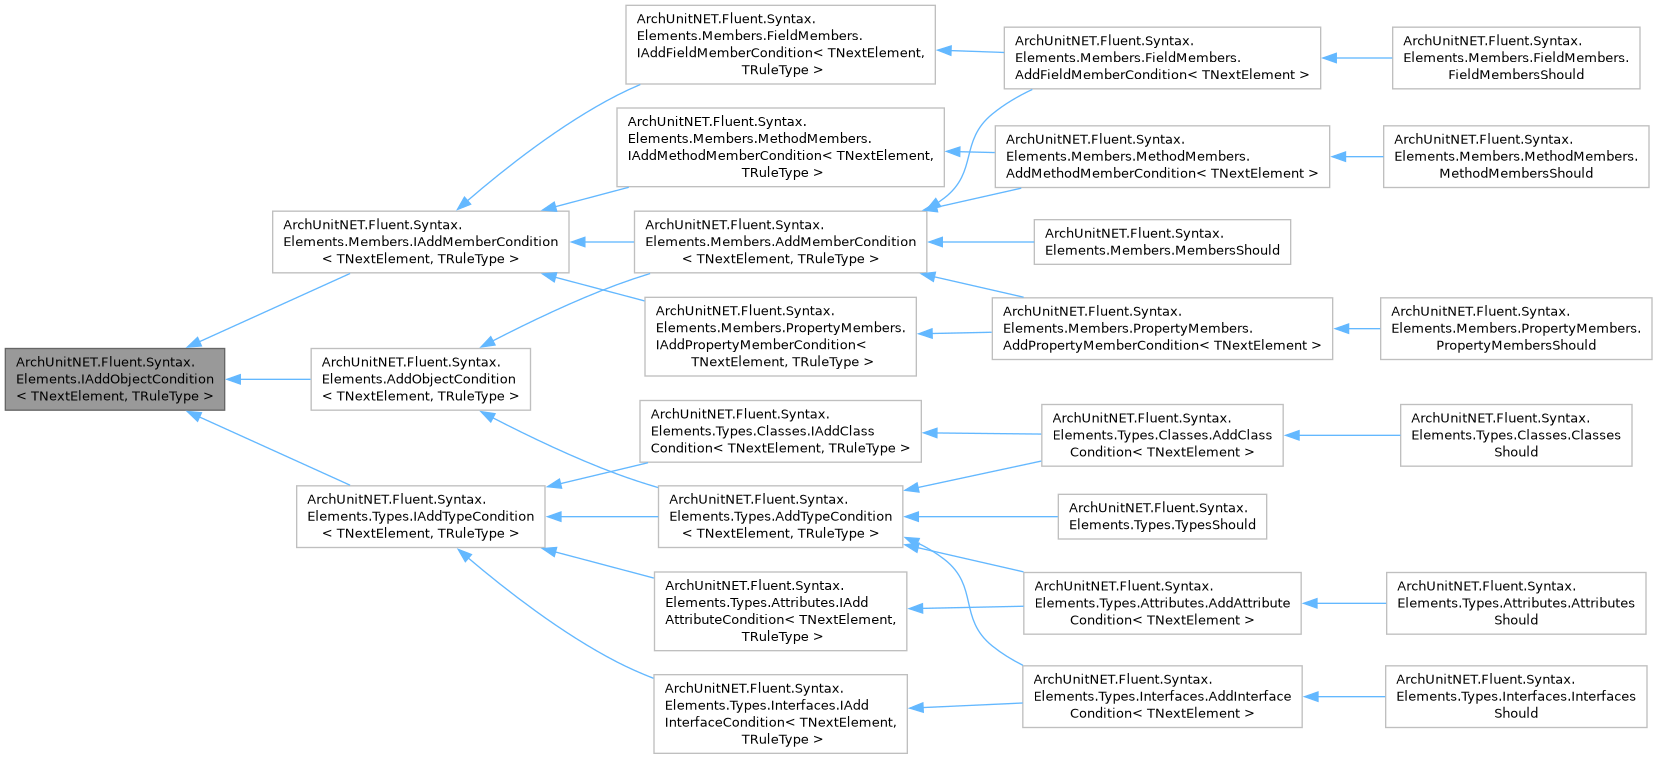 ArchUnitNET.Fluent.Syntax.
Elements.IAddObjectCondition
< TNextElement, TRuleType >
ArchUnitNET.Fluent.Syntax.
Elements.Members.IAddMemberCondition
< TNextElement, TRuleType >
ArchUnitNET.Fluent.Syntax.
Elements.AddObjectCondition
< TNextElement, TRuleType >
ArchUnitNET.Fluent.Syntax.
Elements.Types.IAddTypeCondition
< TNextElement, TRuleType >
ArchUnitNET.Fluent.Syntax.
Elements.Members.FieldMembers.
IAddFieldMemberCondition< TNextElement,
TRuleType >
ArchUnitNET.Fluent.Syntax.
Elements.Members.MethodMembers.
IAddMethodMemberCondition< TNextElement,
TRuleType >
ArchUnitNET.Fluent.Syntax.
Elements.Members.AddMemberCondition
< TNextElement, TRuleType >
ArchUnitNET.Fluent.Syntax.
Elements.Members.PropertyMembers.
IAddPropertyMemberCondition<
TNextElement, TRuleType >
ArchUnitNET.Fluent.Syntax.
Elements.Types.Classes.IAddClass
Condition< TNextElement, TRuleType >
ArchUnitNET.Fluent.Syntax.
Elements.Types.AddTypeCondition
< TNextElement, TRuleType >
ArchUnitNET.Fluent.Syntax.
Elements.Types.Attributes.IAdd
AttributeCondition< TNextElement,
TRuleType >
ArchUnitNET.Fluent.Syntax.
Elements.Types.Interfaces.IAdd
InterfaceCondition< TNextElement,
TRuleType >
ArchUnitNET.Fluent.Syntax.
Elements.Members.FieldMembers.
AddFieldMemberCondition< TNextElement >
ArchUnitNET.Fluent.Syntax.
Elements.Members.MethodMembers.
AddMethodMemberCondition< TNextElement >
ArchUnitNET.Fluent.Syntax.
Elements.Members.MembersShould
ArchUnitNET.Fluent.Syntax.
Elements.Members.PropertyMembers.
AddPropertyMemberCondition< TNextElement >
ArchUnitNET.Fluent.Syntax.
Elements.Types.Classes.AddClass
Condition< TNextElement >
ArchUnitNET.Fluent.Syntax.
Elements.Types.TypesShould
ArchUnitNET.Fluent.Syntax.
Elements.Types.Attributes.AddAttribute
Condition< TNextElement >
ArchUnitNET.Fluent.Syntax.
Elements.Types.Interfaces.AddInterface
Condition< TNextElement >
ArchUnitNET.Fluent.Syntax.
Elements.Members.FieldMembers.
FieldMembersShould
ArchUnitNET.Fluent.Syntax.
Elements.Members.MethodMembers.
MethodMembersShould
ArchUnitNET.Fluent.Syntax.
Elements.Members.PropertyMembers.
PropertyMembersShould
ArchUnitNET.Fluent.Syntax.
Elements.Types.Classes.Classes
Should
ArchUnitNET.Fluent.Syntax.
Elements.Types.Attributes.Attributes
Should
ArchUnitNET.Fluent.Syntax.
Elements.Types.Interfaces.Interfaces
Should